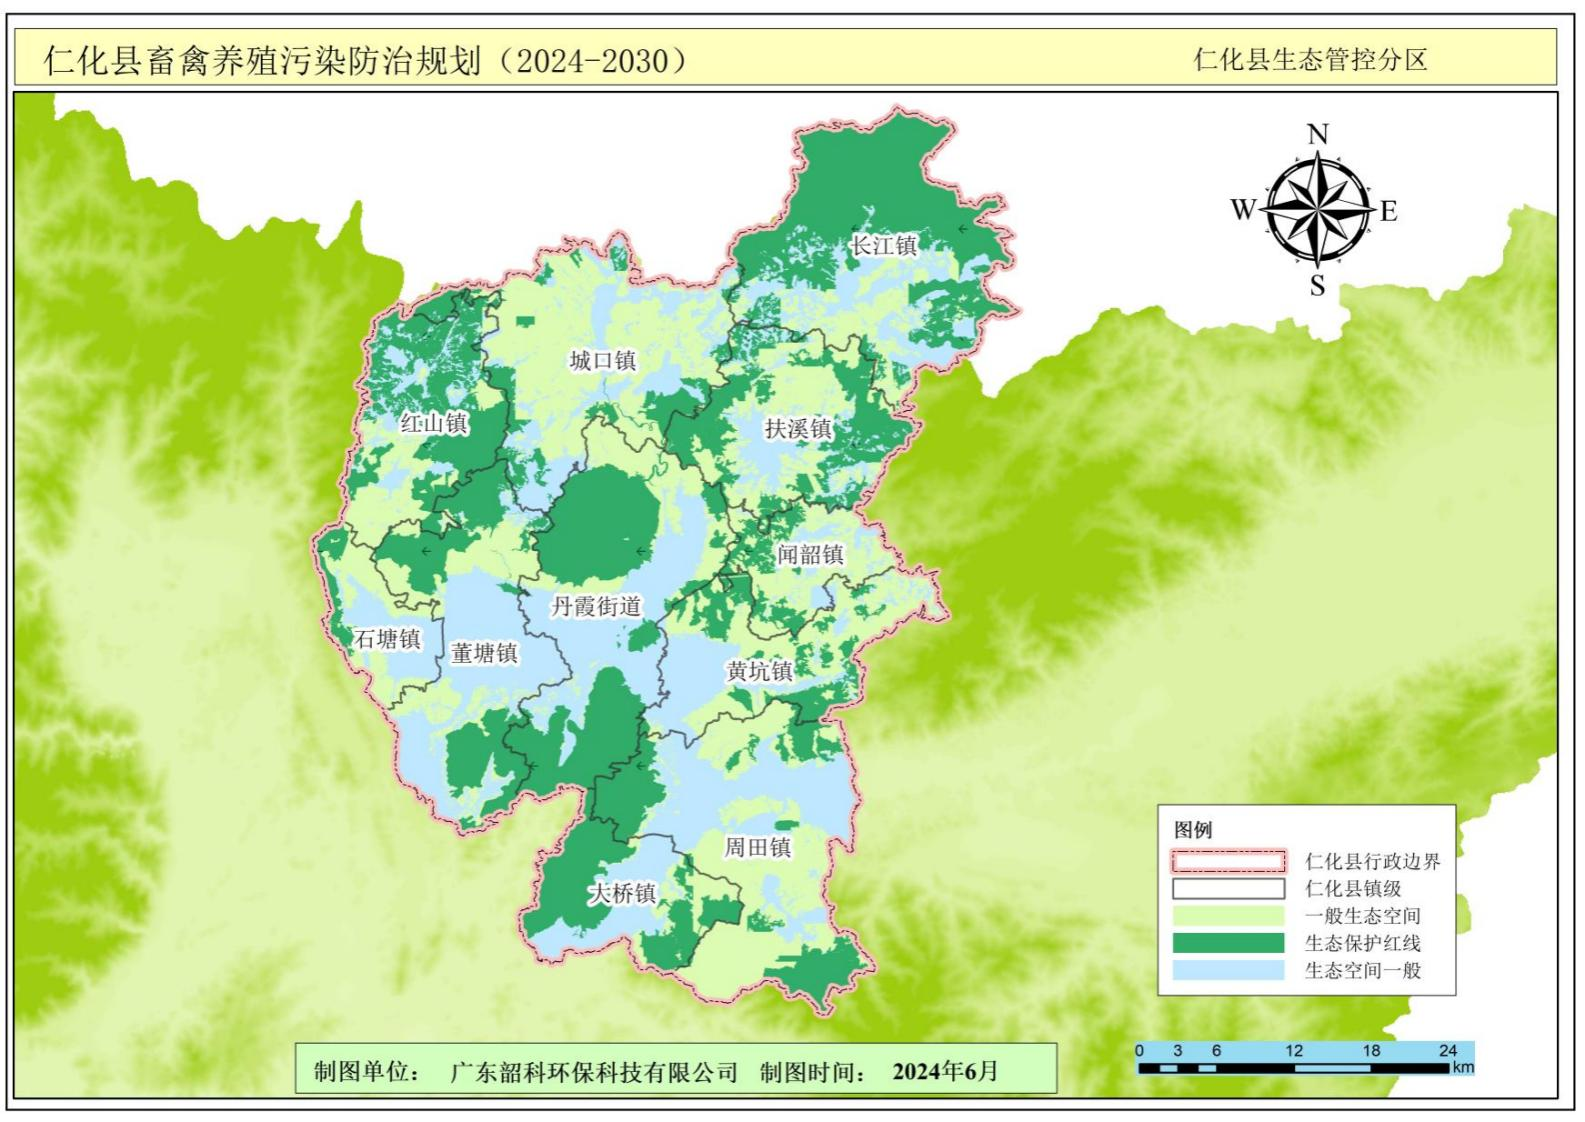 仁化县畜禽养殖污染防治规划（2024-2030）
仁化县生态管控分区
N
W
E
S
长江镇
城口镇
红山镇
扶溪镇
闻韶镇
丹霞街道
石塘镇
董塘镇
黄坑镇
周田镇
大桥镇
图例
仁化县行政边界
仁化县镇级
一般生态空间
生态保护红线
生态空间一般
0 3 6 12 18 24
km
制图单位： 广东韶科环保科技有限公司 制图时间： 2024年6月